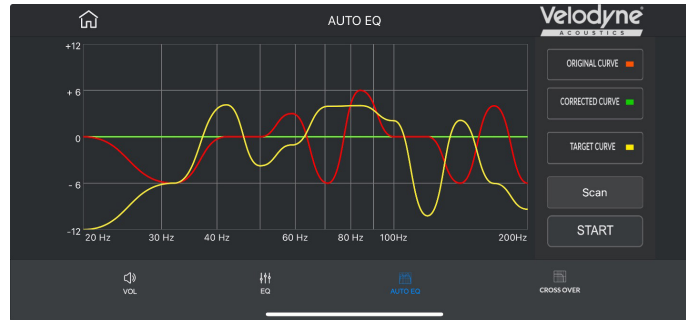 AUTO EQ
Velodyne®
ACOUSTICS
+12
+ 6
0
- 6
-12
20 Hz
30 Hz
40 Hz
60 Hz
80 Hz
100Hz
200Hz
ORIGINAL CURVE
CORRECTED CURVE
TARGET CURVE
Scan
START
VOL
EQ
AUTO EQ
CROSS OVER